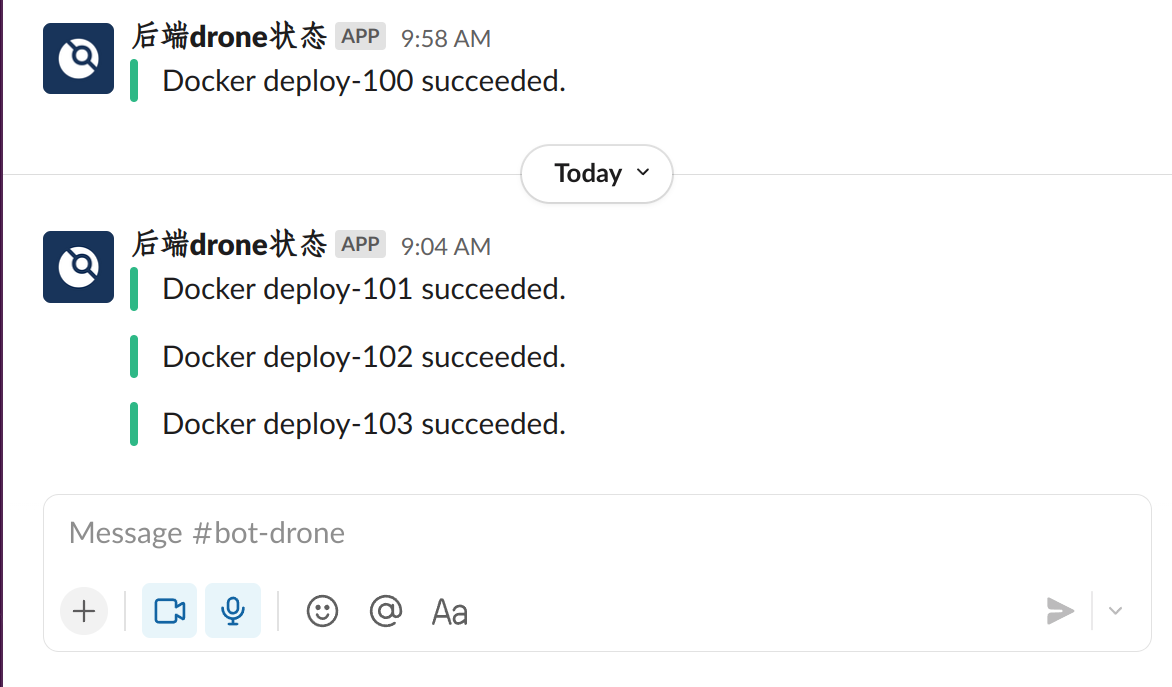 后端drone状态 APP 9:58 AM
Docker deploy-100 succeeded.
Today
后端drone状态 APP 9:04 AM
Docker deploy-101 succeeded.
Docker deploy-102 succeeded.
Docker deploy-103 succeeded.
Message #bot-drone
Aa